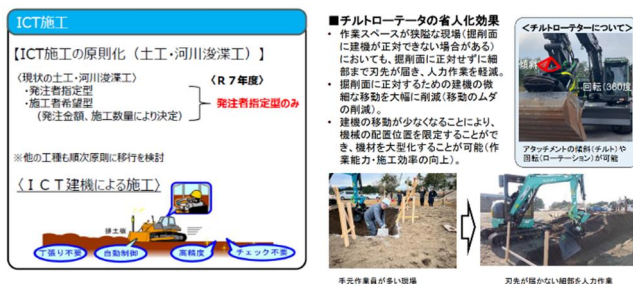 ICT施工
【ICT施工の原則化(土工・河川浚渫工)】
〈現状の土工・河川浚渫工〉
・発注者指定型
・施工者希望型
(発注金額、施工数量により決定)
〈R7年度〉
発注者指定型のみ
※他の工種も順次原則に移行を検討
〈ICT建機による施工〉
排土板
丁張り不要
自動制御
高精度
チェック不要
■チルトローテータの省人化効果
・ 作業スペースが狭隘な現場(掘削面
に建機が正対できない場合がある)
においても、掘削面に正対せずに細
部まで刃先が届き、人力作業を軽減。
・ 掘削面に正対するための建機の微
細な移動を大幅に削減(移動のムダ
の削減)。
・ 建機の移動が少なくなることにより、
機械の配置位置を限定することがで
き、機材を大型化することが可能(作
業能力・施工効率の向上)。
<チルトローテターについて>
傾斜
回転(360度)
アタッチメントの傾斜(チルト)や
回転(ローテーション)が可能
手元作業員が多い現場
刃先が届かない細部を人力作業